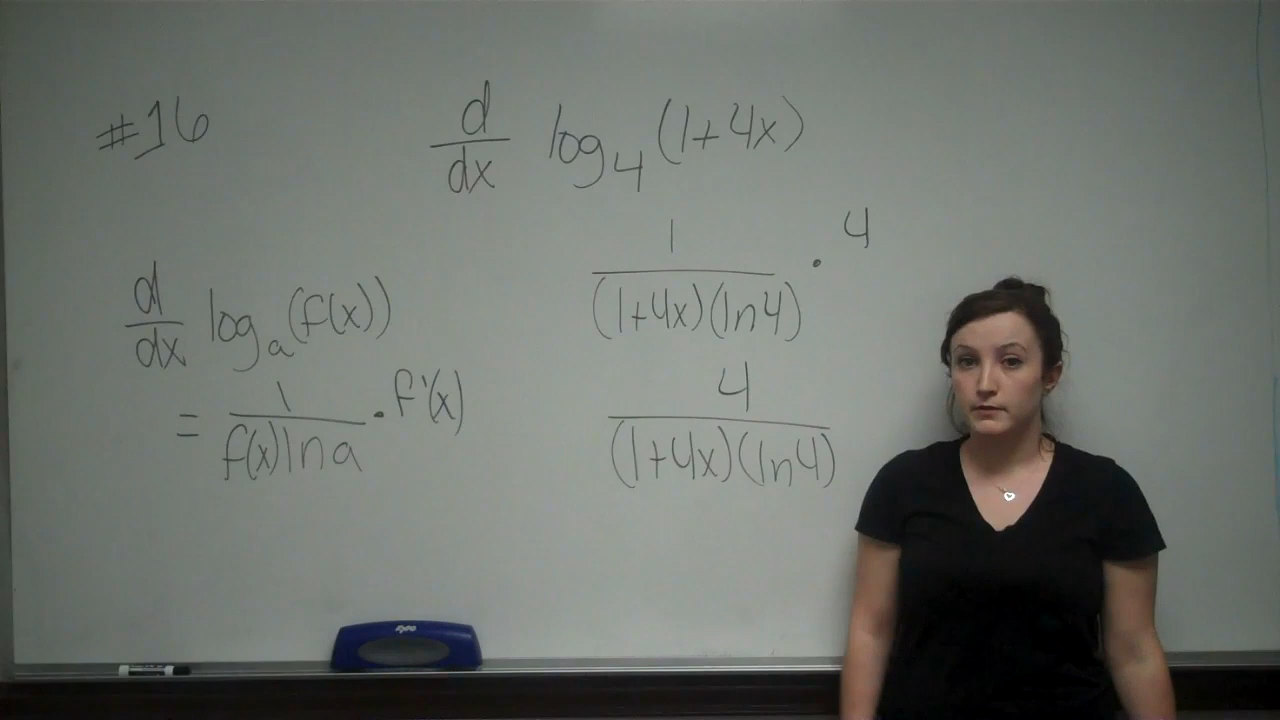 #16
d/dx log₄(1+4x)
1/((1+4x)(ln4)) · 4
4/((1+4x)(ln4))
d/dx logₐ(f(x))
= 1/(f(x)lna) · f'(x)
EXPO